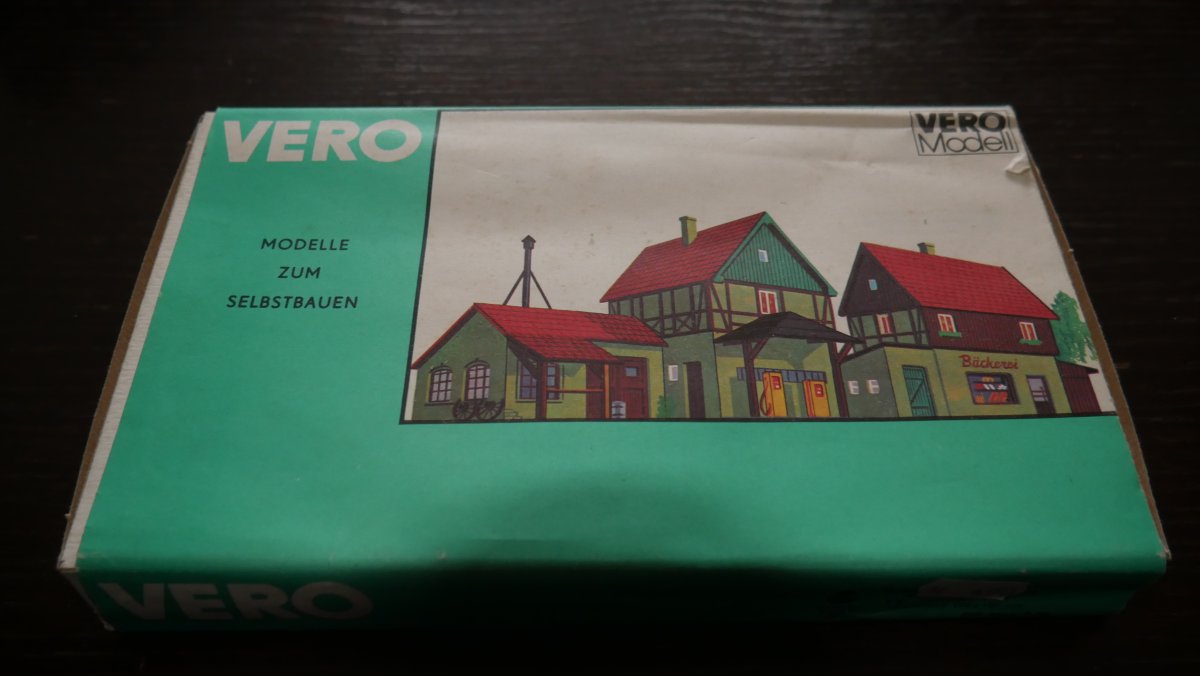 VERO
VERO
Modell
MODELLE
ZUM
SELBSTBAUEN
Bäckerei
VERO